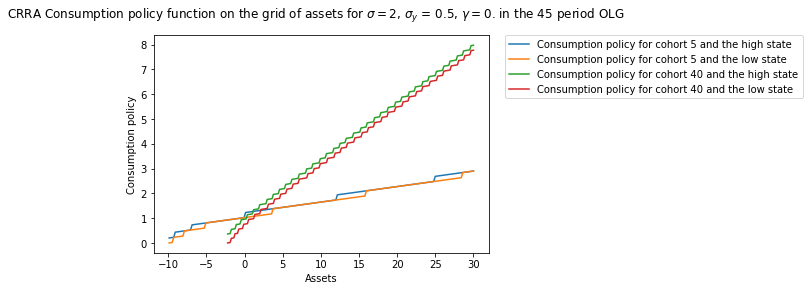 CRRA Consumption policy function on the grid of assets for σ = 2, σ_y = 0.5, γ = 0. in the 45 period OLG
Consumption policy for cohort 5 and the high state
Consumption policy for cohort 5 and the low state
Consumption policy for cohort 40 and the high state
Consumption policy for cohort 40 and the low state
Consumption policy
8
7
6
5
4
3
2
1
0
−10 −5 0 5 10 15 20 25 30
Assets